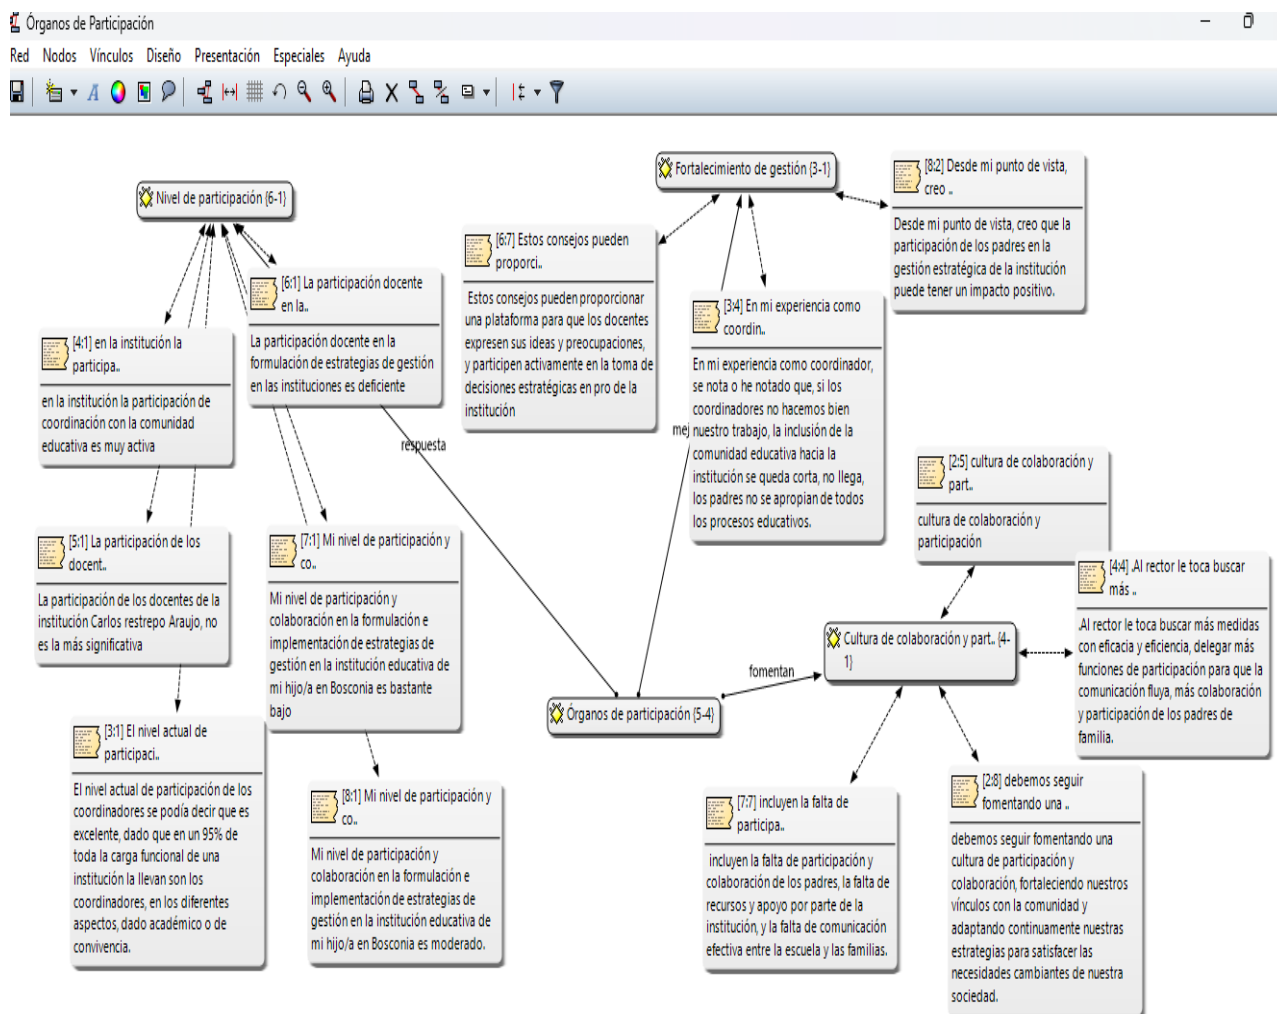 Órganos de Participación
Red Nodos Vínculos Diseño Presentación Especiales Ayuda
Nivel de participación {6-1}
[6:1] La participación docente
en la..
La participación docente en la
formulación de estrategias de gestión
en las instituciones es deficiente
[4:1] en la institución la
participa..
en la institución la participación de
coordinación con la comunidad
educativa es muy activa
[5:1] La participación de los
docent..
La participación de los docentes de la
institución Carlos restrepo Araujo, no
es la más significativa
[7:1] Mi nivel de participación y
co..
Mi nivel de participación y
colaboración en la formulación e
implementación de estrategias de
gestión en la institución educativa de
mi hijo/a en Bosconia es bastante
bajo
[3:1] El nivel actual de
participaci..
El nivel actual de participación de los
coordinadores se podía decir que es
excelente, dado que en un 95% de
toda la carga funcional de una
institución la llevan son los
coordinadores, en los diferentes
aspectos, dado académico o de
convivencia.
[8:1] Mi nivel de participación y
co..
Mi nivel de participación y
colaboración en la formulación e
implementación de estrategias de
gestión en la institución educativa de
mi hijo/a en Bosconia es moderado.
Fortalecimiento de gestión {3-1}
[8:2] Desde mi punto de vista,
creo ..
Desde mi punto de vista, creo que la
participación de los padres en la
gestión estratégica de la institución
puede tener un impacto positivo.
[6:7] Estos consejos pueden
proporci..
Estos consejos pueden proporcionar
una plataforma para que los docentes
expresen sus ideas y preocupaciones,
y participen activamente en la toma de
decisiones estratégicas en pro de la
institución
[3:4] En mi experiencia como
coordin..
En mi experiencia como coordinador,
se nota o he notado que, si los
coordinadores no hacemos bien
nuestro trabajo, la inclusión de la
comunidad educativa hacia la
institución se queda corta, no llega,
los padres no se apropian de todos
los procesos educativos.
respuesta
mej
fomentan
Órganos de participación {5-4}
[2:5] cultura de colaboración y
part..
cultura de colaboración y
participación
[4:4] .Al rector le toca buscar
más ..
.Al rector le toca buscar más medidas
con eficacia y eficiencia, delegar más
funciones de participación para que la
comunicación fluya, más colaboración
y participación de los padres de
familia.
Cultura de colaboración y part.. {4-
1}
[7:7] incluyen la falta de
participa..
incluyen la falta de participación y
colaboración de los padres, la falta de
recursos y apoyo por parte de la
institución, y la falta de comunicación
efectiva entre la escuela y las familias.
[2:8] debemos seguir
fomentando una ..
debemos seguir fomentando una
cultura de participación y
colaboración, fortaleciendo nuestros
vínculos con la comunidad y
adaptando continuamente nuestras
estrategias para satisfacer las
necesidades cambiantes de nuestra
sociedad.